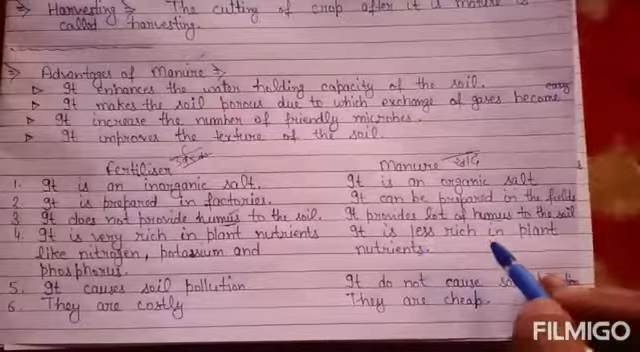 ⇒ Harvesting ⇒ The cutting of crop after it is mature is
called harvesting.
⇒ Advantages of Manure ⇒
▷ It enhances the water holding capacity of the soil.
▷ It makes the soil porous due to which exchange of gases become easy
▷ It increase the number of friendly microbes.
▷ It improves the texture of the soil.
Fertiliser Manure
1. It is an inorganic salt. It is an organic salt
2. It is prepared in factories. It can be prepared in the fields
3 It does not provide humus to the soil. It provides lot of humus to the soil
4. It is very rich in plant nutrients It is less rich in plant
like nitrogen, potassium and nutrients.
phosphorus.
5. It causes soil pollution It do not cause
6. They are costly They are cheap.
FILMIGO